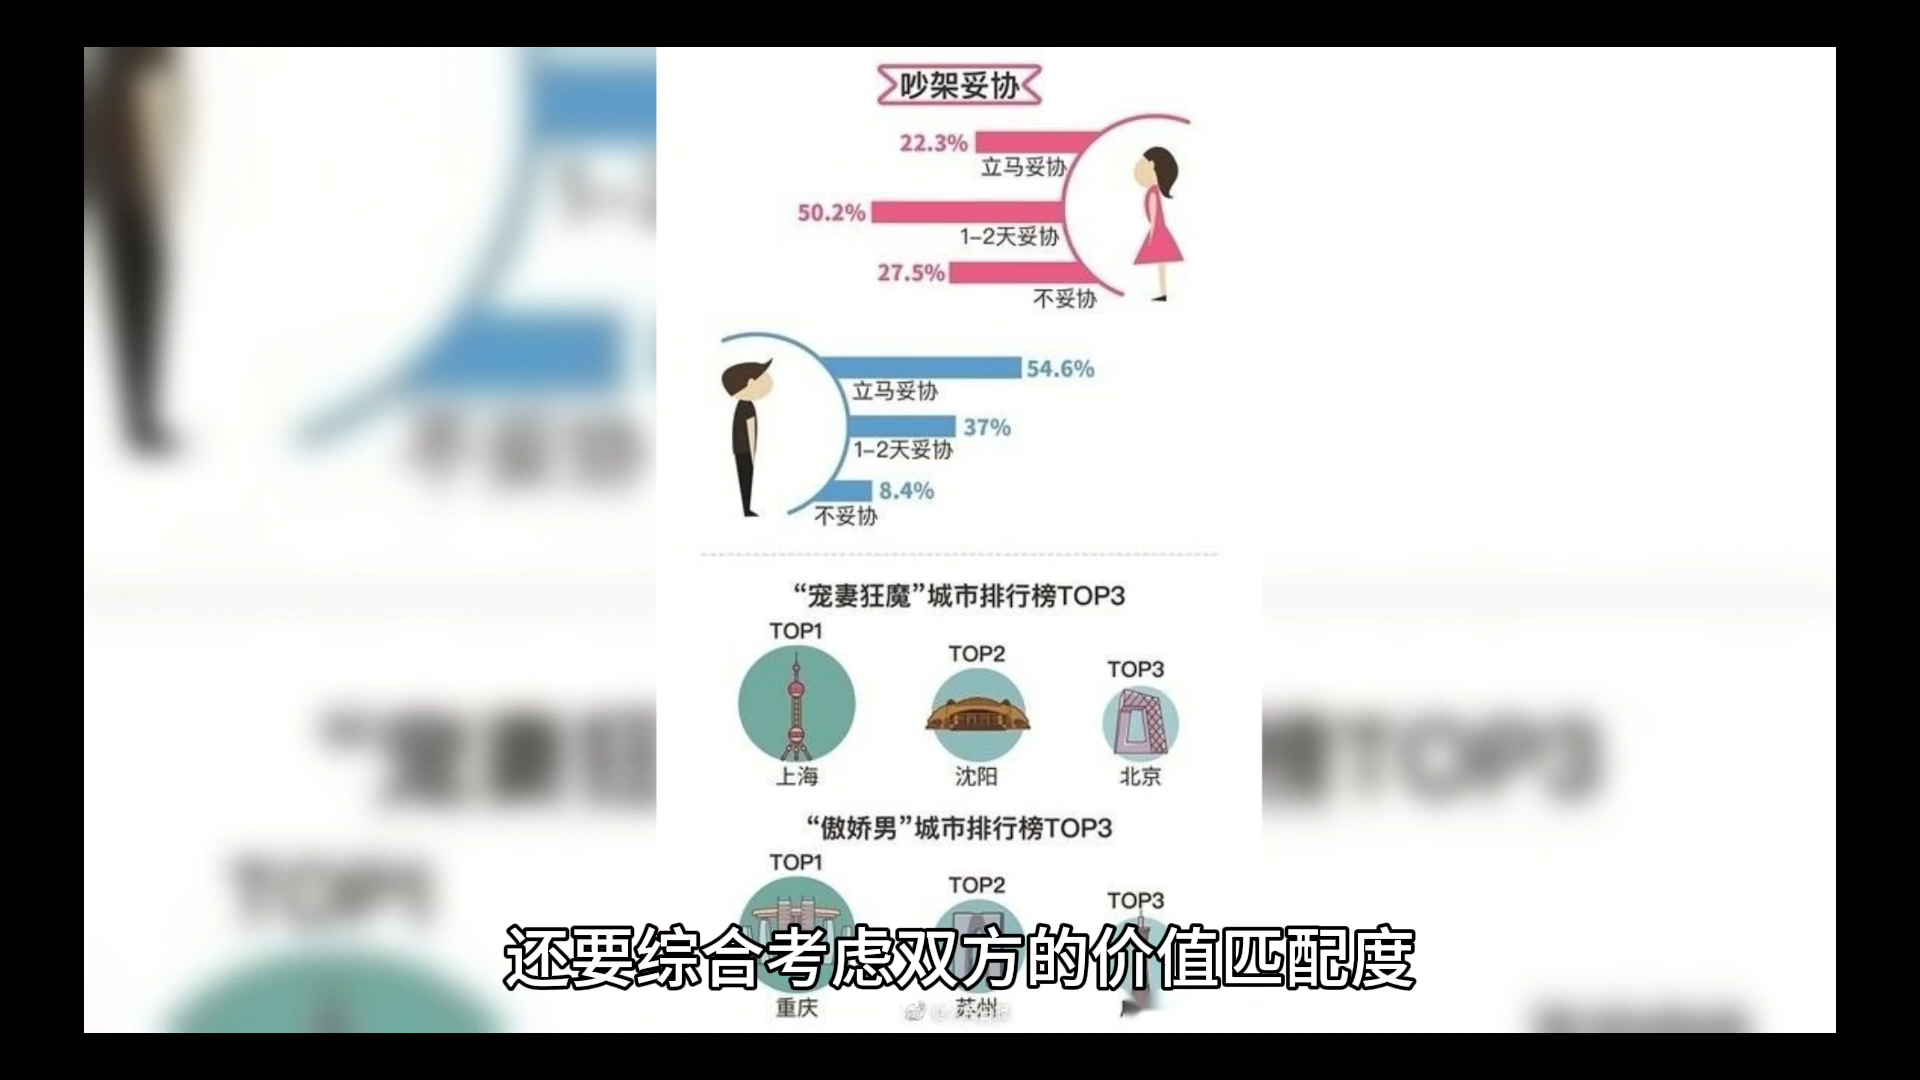 吵架妥协
22.3%
立马妥协
50.2%
1-2天妥协
27.5%
不妥协
54.6%
立马妥协
37%
1-2天妥协
8.4%
不妥协
“宠妻狂魔”城市排行榜TOP3
TOP1
TOP2
TOP3
上海
沈阳
北京
“傲娇男”城市排行榜TOP3
TOP1
TOP2
TOP3
还要综合考虑双方的价值匹配度
重庆
苏州